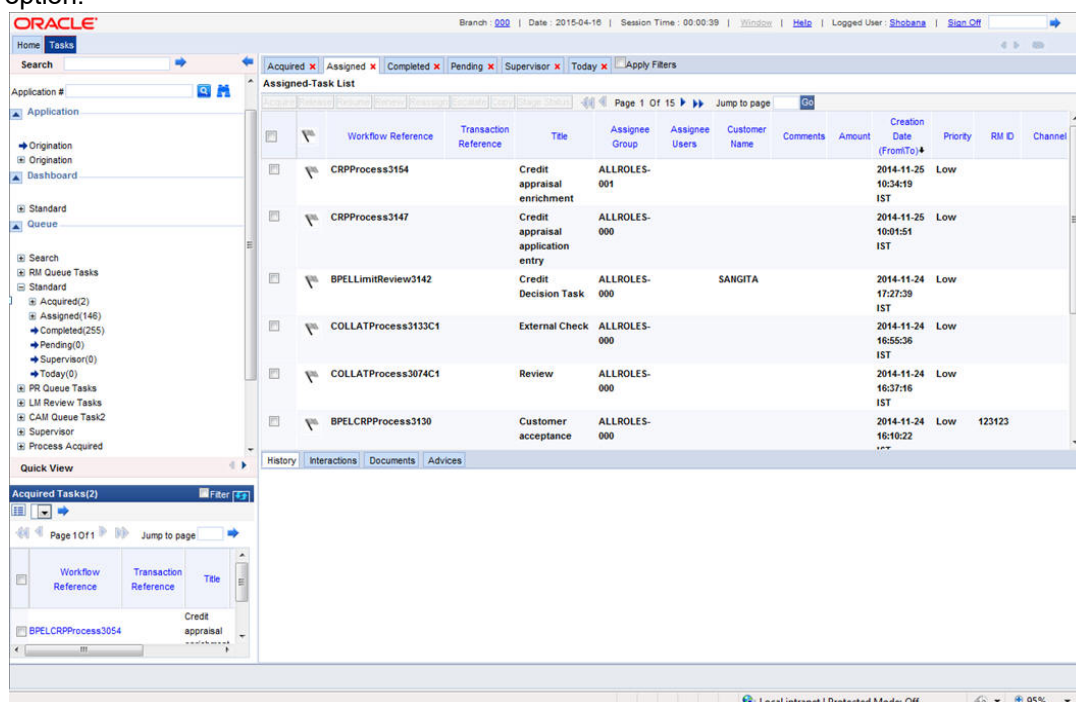 option.
ORACLE
Branch : 000 | Date : 2015-04-16 | Session Time : 00:00:39 | Window | Help | Logged User : Shobana | Sign Off
Home Tasks
Search
Application #
Application
Origination
Origination
Dashboard
Standard
Queue
Search
RM Queue Tasks
Standard
Acquired(2)
Assigned(146)
Completed(255)
Pending(0)
Supervisor(0)
Today(0)
PR Queue Tasks
LM Review Tasks
CAM Queue Task2
Supervisor
Process Acquired
Quick View
Acquired Tasks(2) Filter
Page 1 Of 1 Jump to page
Workflow Reference Transaction Reference Title
BPELCRPProcess3054 Credit appraisal
Acquired Assigned Completed Pending Supervisor Today Apply Filters
Assigned-Task List
Acquire Release Resume Renew Reassign Escalate Copy Stage Status Page 1 Of 15 Jump to page Go
Workflow Reference Transaction Reference Title Assignee Group Assignee Users Customer Name Comments Amount Creation Date (From\To) Priority RM ID Channel
CRPProcess3154 Credit appraisal enrichment ALLROLES-001 2014-11-25 10:34:19 IST Low
CRPProcess3147 Credit appraisal application entry ALLROLES-000 2014-11-25 10:01:51 IST Low
BPELLimitReview3142 Credit Decision Task ALLROLES-000 SANGITA 2014-11-24 17:27:39 IST Low
COLLATProcess3133C1 External Check ALLROLES-000 2014-11-24 16:55:36 IST Low
COLLATProcess3074C1 Review ALLROLES-000 2014-11-24 16:37:16 IST Low
BPELCRPProcess3130 Customer acceptance ALLROLES-000 2014-11-24 16:10:22 Low 123123
History Interactions Documents Advices
Local intranet | Protected Mode: Off 95%